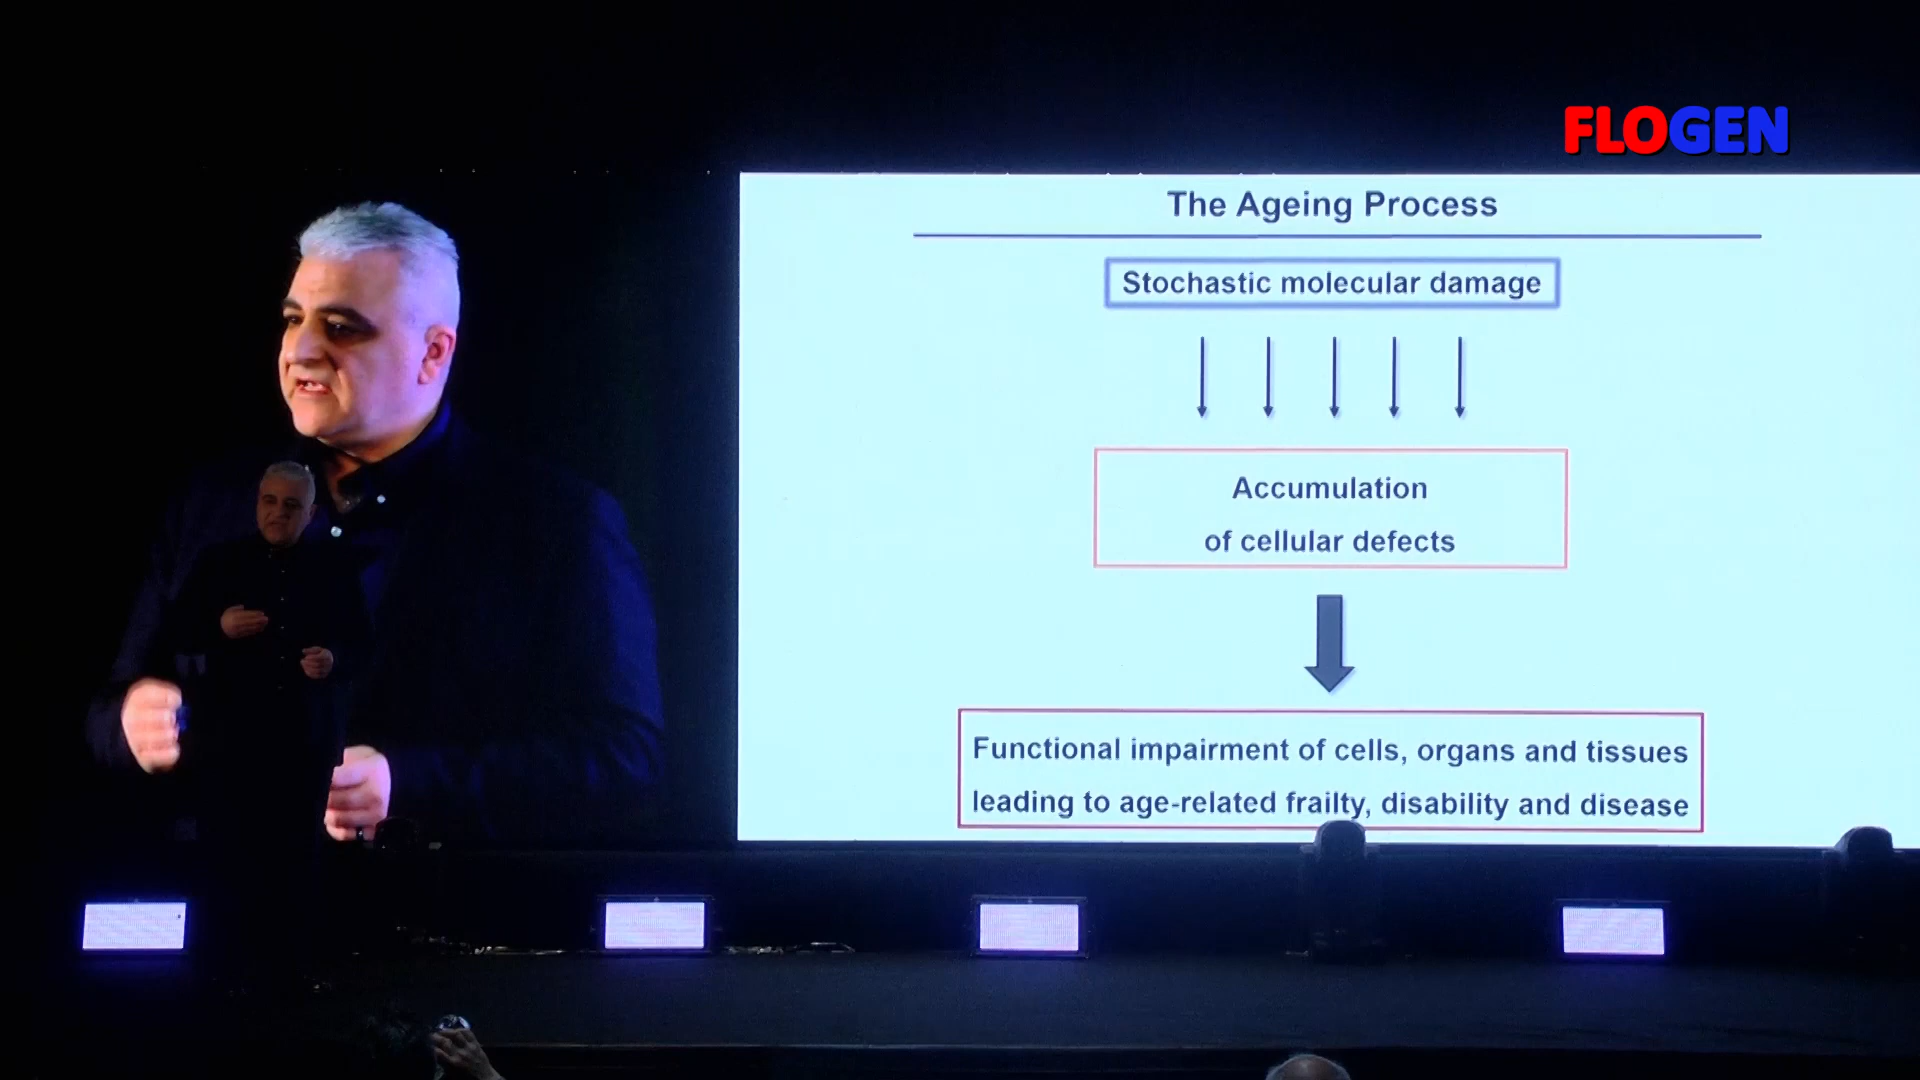 FLOGEN
The Ageing Process
Stochastic molecular damage
Accumulation
of cellular defects
Functional impairment of cells, organs and tissues
leading to age-related frailty, disability and disease